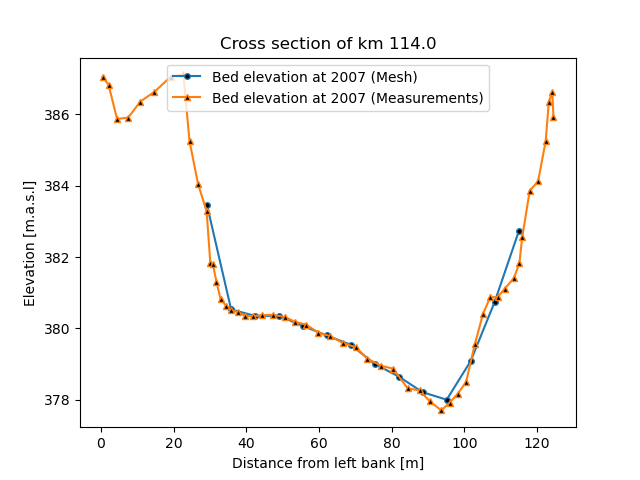 Cross section of km 114.0
Bed elevation at 2007 (Mesh)
Bed elevation at 2007 (Measurements)
Elevation [m.a.s.l]
386
384
382
380
378
0 20 40 60 80 100 120
Distance from left bank [m]